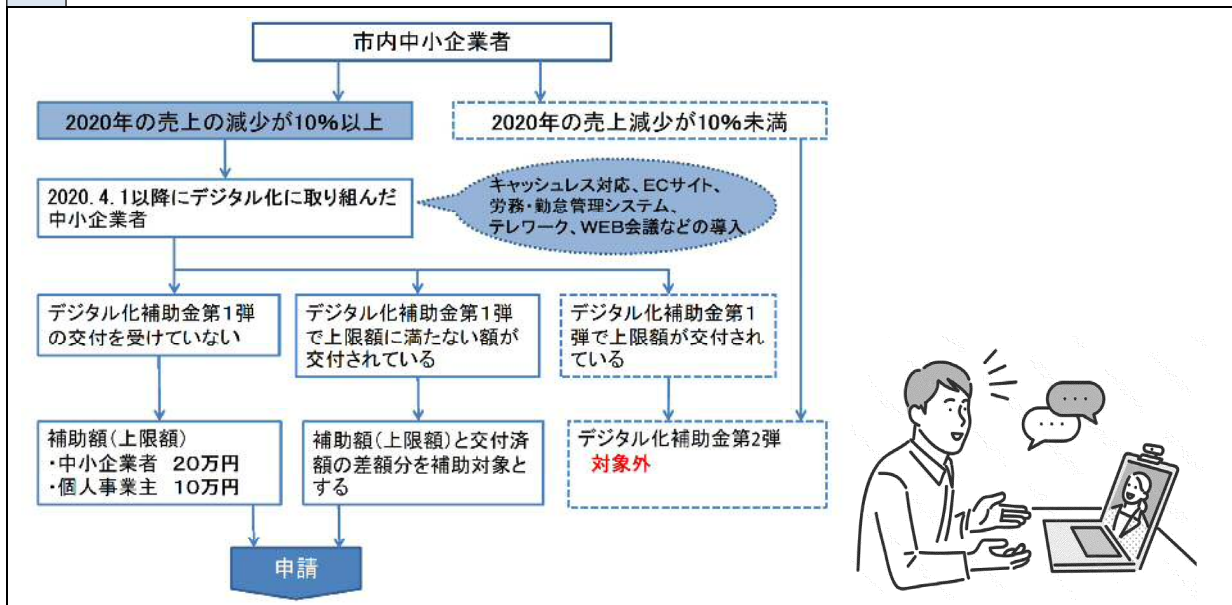 市内中小企業者
2020年の売上の減少が10%以上
2020年の売上減少が10%未満
2020.4.1以降にデジタル化に取り組んだ
中小企業者
キャッシュレス対応、ECサイト、
労務・勤怠管理システム、
テレワーク、WEB会議などの導入
デジタル化補助金第1弾
の交付を受けていない
デジタル化補助金第1弾
で上限額に満たない額が
交付されている
デジタル化補助金第1
弾で上限額が交付され
ている
補助額(上限額)
・中小企業者 20万円
・個人事業主 10万円
補助額(上限額)と交付済
額の差額分を補助対象と
する
デジタル化補助金第2弾
対象外
申請